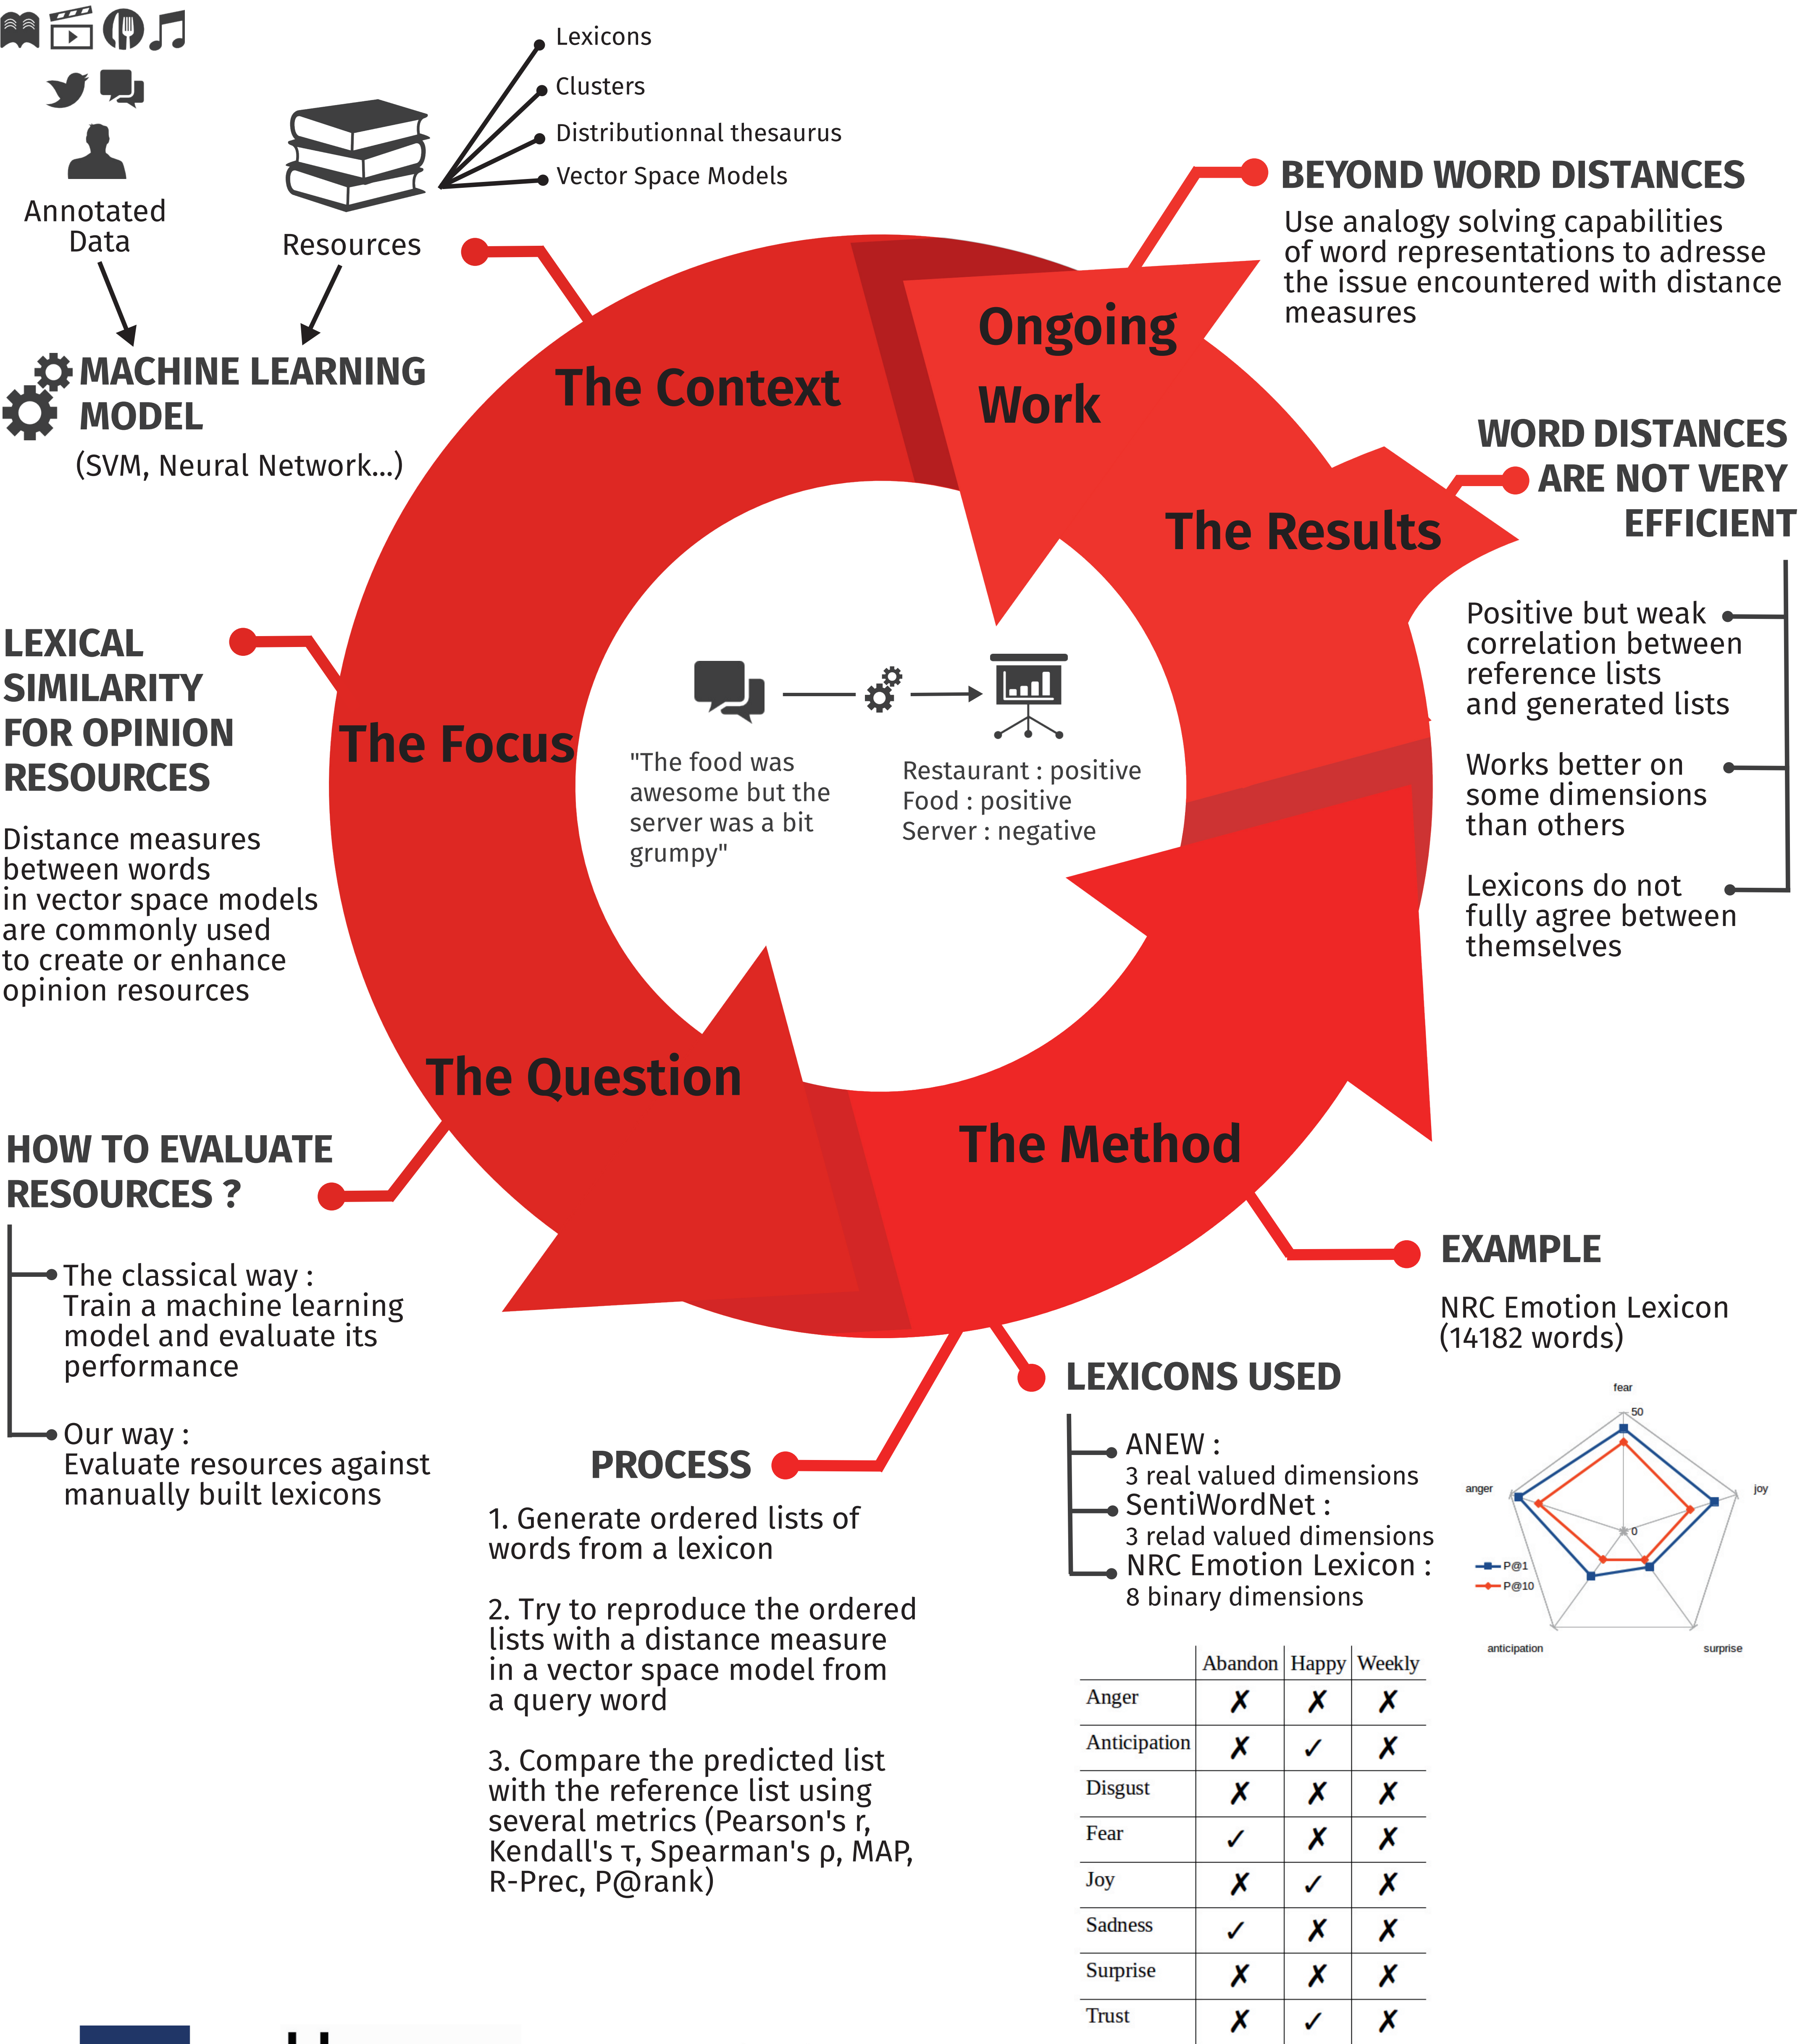 Lexicons
Clusters
Distributionnal thesaurus
Vector Space Models
Annotated
Data
Resources
MACHINE LEARNING
MODEL
(SVM, Neural Network...)
The Context
LEXICAL
SIMILARITY
FOR OPINION
RESOURCES
Distance measures
between words
in vector space models
are commonly used
to create or enhance
opinion resources
The Focus
"The food was
awesome but the
server was a bit
grumpy"
Restaurant : positive
Food : positive
Server : negative
The Question
HOW TO EVALUATE
RESOURCES ?
The classical way :
Train a machine learning
model and evaluate its
performance
Our way :
Evaluate resources against
manually built lexicons
The Method
PROCESS
1. Generate ordered lists of
words from a lexicon
2. Try to reproduce the ordered
lists with a distance measure
in a vector space model from
a query word
3. Compare the predicted list
with the reference list using
several metrics (Pearson's r,
Kendall's τ, Spearman's ρ, MAP,
R-Prec, P@rank)
LEXICONS USED
ANEW :
3 real valued dimensions
SentiWordNet :
3 relad valued dimensions
NRC Emotion Lexicon :
8 binary dimensions
Abandon Happy Weekly
Anger ✗ ✗ ✗
Anticipation ✗ ✓ ✗
Disgust ✗ ✗ ✗
Fear ✓ ✗ ✗
Joy ✗ ✓ ✗
Sadness ✓ ✗ ✗
Surprise ✗ ✗ ✗
Trust ✗ ✓ ✗
EXAMPLE
NRC Emotion Lexicon
(14182 words)
fear
50
anger
joy
0
P@1
P@10
anticipation
surprise
The Results
WORD DISTANCES
ARE NOT VERY
EFFICIENT
Positive but weak
correlation between
reference lists
and generated lists
Works better on
some dimensions
than others
Lexicons do not
fully agree between
themselves
Ongoing
Work
BEYOND WORD DISTANCES
Use analogy solving capabilities
of word representations to adresse
the issue encountered with distance
measures